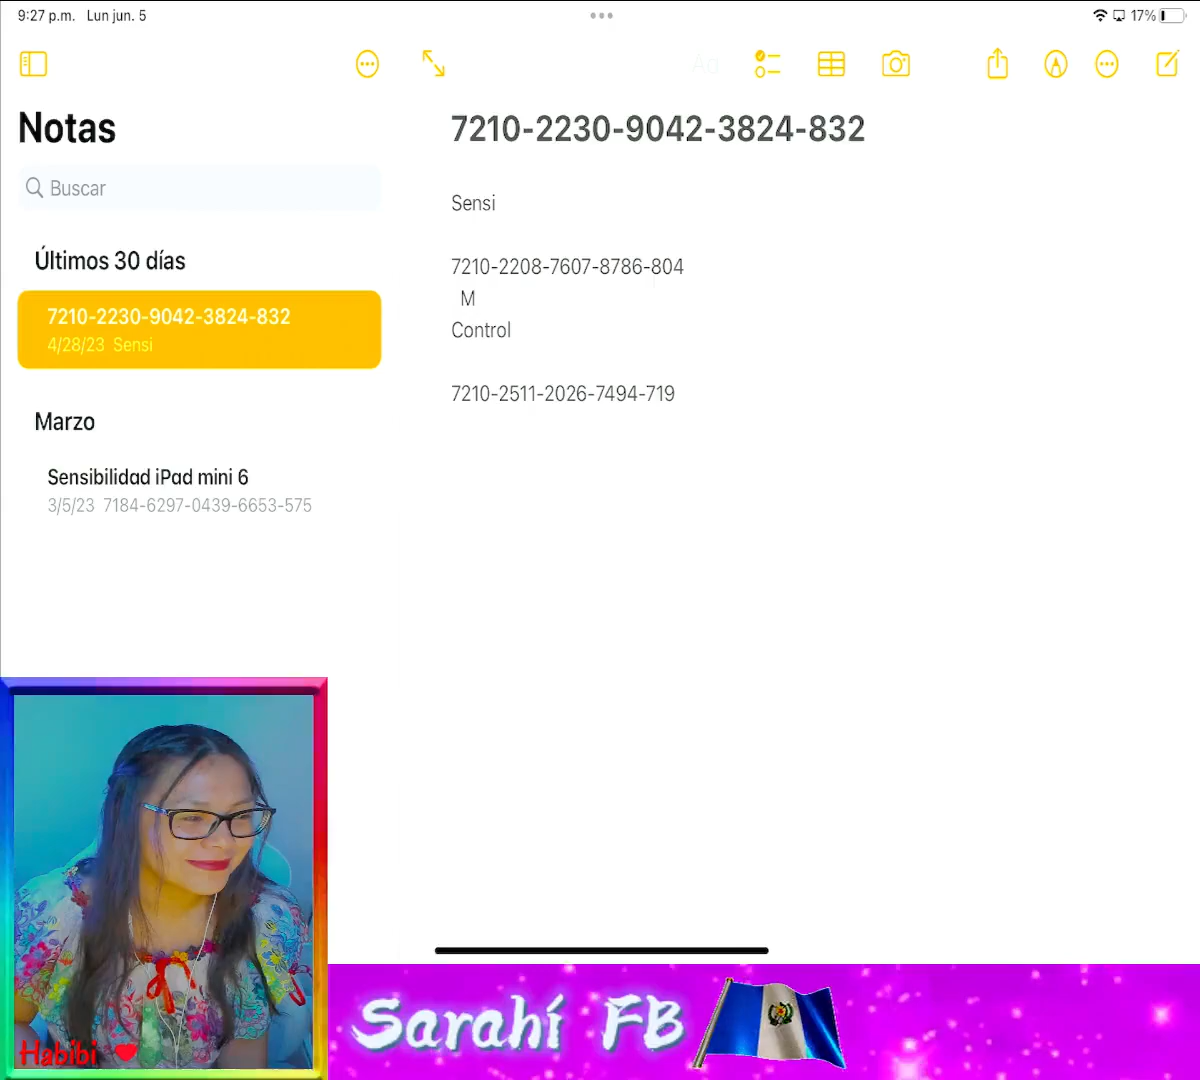 9:27 p.m. Lun jun. 5
17%
Aa
Notas
Buscar
Últimos 30 días
7210-2230-9042-3824-832
4/28/23 Sensi
Marzo
Sensibilidad iPad mini 6
3/5/23 7184-6297-0439-6653-575
7210-2230-9042-3824-832
Sensi
7210-2208-7607-8786-804
M
Control
7210-2511-2026-7494-719
Habibi
Sarahí FB